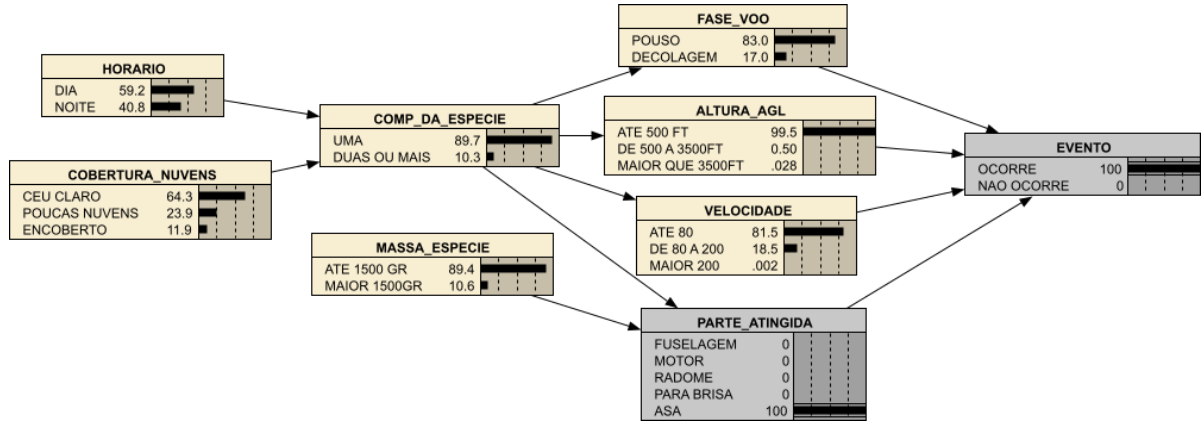 FASE_VOO
POUSO 83.0
DECOLAGEM 17.0
HORARIO
DIA 59.2
NOITE 40.8
COMP_DA_ESPECIE
UMA 89.7
DUAS OU MAIS 10.3
ALTURA_AGL
ATE 500 FT 99.5
DE 500 A 3500FT 0.50
MAIOR QUE 3500FT .028
EVENTO
OCORRE 100
NAO OCORRE 0
COBERTURA_NUVENS
CEU CLARO 64.3
POUCAS NUVENS 23.9
ENCOBERTO 11.9
VELOCIDADE
ATE 80 81.5
DE 80 A 200 18.5
MAIOR 200 .002
MASSA_ESPECIE
ATE 1500 GR 89.4
MAIOR 1500GR 10.6
PARTE_ATINGIDA
FUSELAGEM 0
MOTOR 0
RADOME 0
PARA BRISA 0
ASA 100